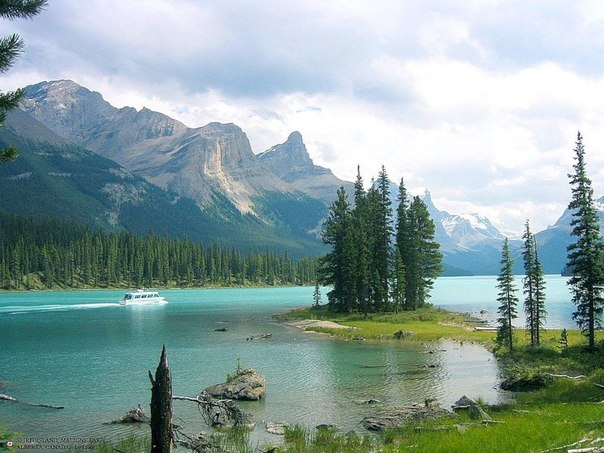 SPIRIT ISLAND, MALIGNE LAKE,
ALBERTA, CANADA